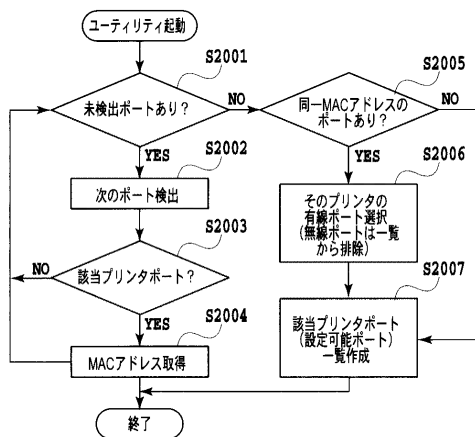 ユーティリティ起動
S2001
未検出ポートあり?
NO
YES
S2002
次のポート検出
S2003
該当プリンタポート?
NO
YES
S2004
MACアドレス取得
終了
S2005
同一MACアドレスの
ポートあり?
NO
YES
S2006
そのプリンタの
有線ポート選択
(無線ポートは一覧
から排除)
S2007
該当プリンタポート
(設定可能ポート)
一覧作成